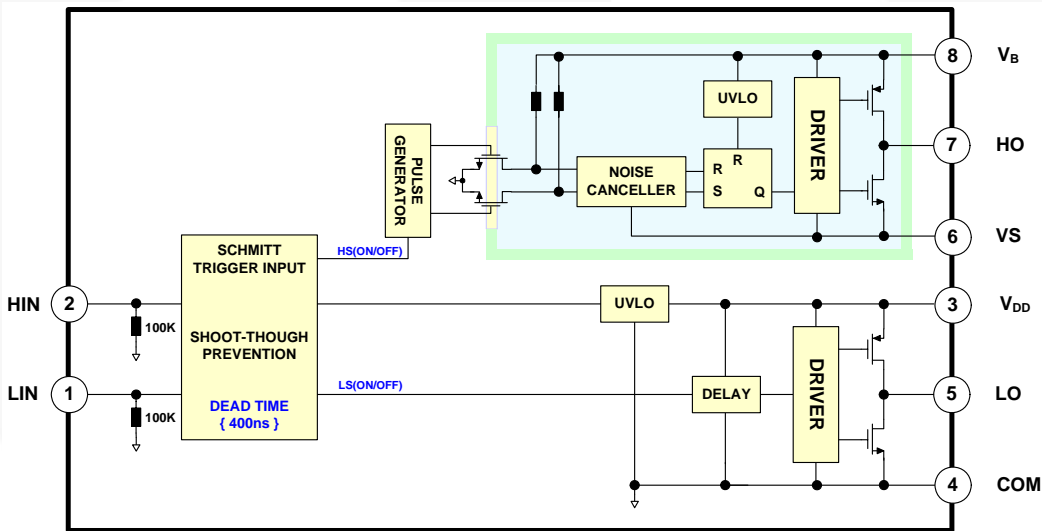 8 VB
UVLO
DRIVER
7 HO
PULSE
GENERATOR
NOISE
CANCELLER
R
R
S Q
6 VS
SCHMITT
TRIGGER INPUT
HS(ON/OFF)
HIN 2
100K
SHOOT-THOUGH
PREVENTION
UVLO
3 VDD
LIN 1
100K
DEAD TIME
{ 400ns }
LS(ON/OFF)
DELAY
DRIVER
5 LO
4 COM